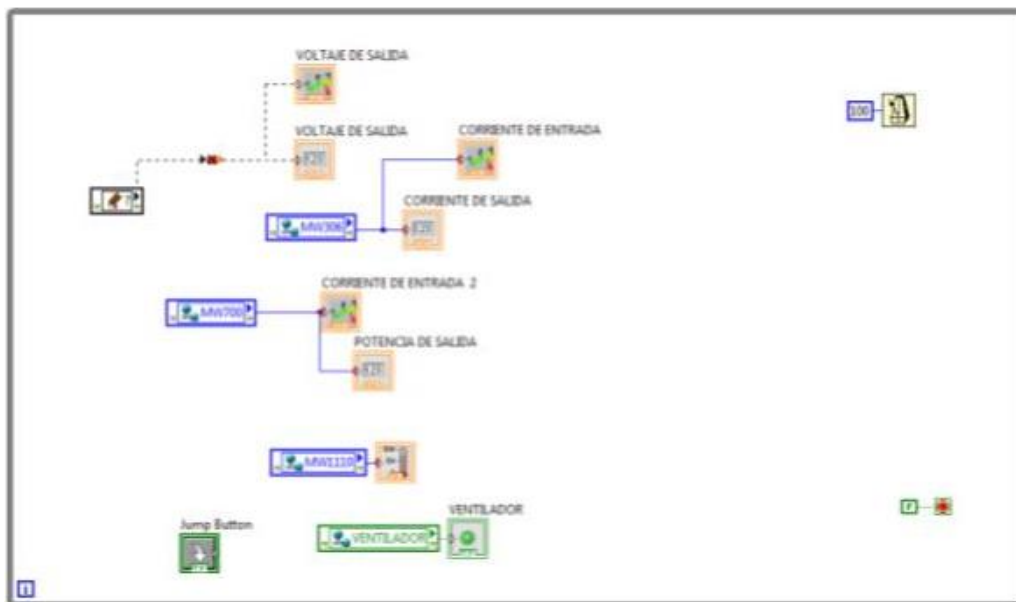 VOLTAJE DE SALIDA
100
VOLTAJE DE SALIDA
CORRIENTE DE ENTRADA
?
CORRIENTE DE SALIDA
MW306
CORRIENTE DE ENTRADA 2
MW700
POTENCIA DE SALIDA
MW1110
VENTILADOR
F
Jump Button
VENTILADOR
i